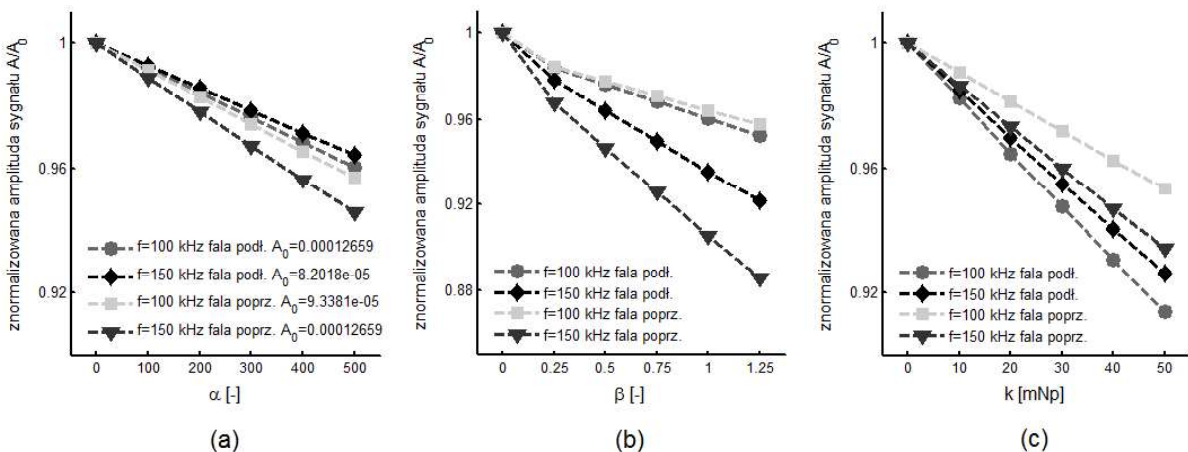 znormalizowana amplituda sygnału A/A0
1
0.96
0.92
f=100 kHz fala podł. A0=0.00012659
f=150 kHz fala podł. A0=8.2018e-05
f=100 kHz fala poprz. A0=9.3381e-05
f=150 kHz fala poprz. A0=0.00012659
0 100 200 300 400 500
α [-]
(a)
znormalizowana amplituda sygnału A/A0
1
0.96
0.92
0.88
f=100 kHz fala podł.
f=150 kHz fala podł.
f=100 kHz fala poprz.
f=150 kHz fala poprz.
0 0.25 0.5 0.75 1 1.25
β [-]
(b)
znormalizowana amplituda sygnału A/A0
1
0.96
0.92
f=100 kHz fala podł.
f=150 kHz fala podł.
f=100 kHz fala poprz.
f=150 kHz fala poprz.
0 10 20 30 40 50
k [mNp]
(c)